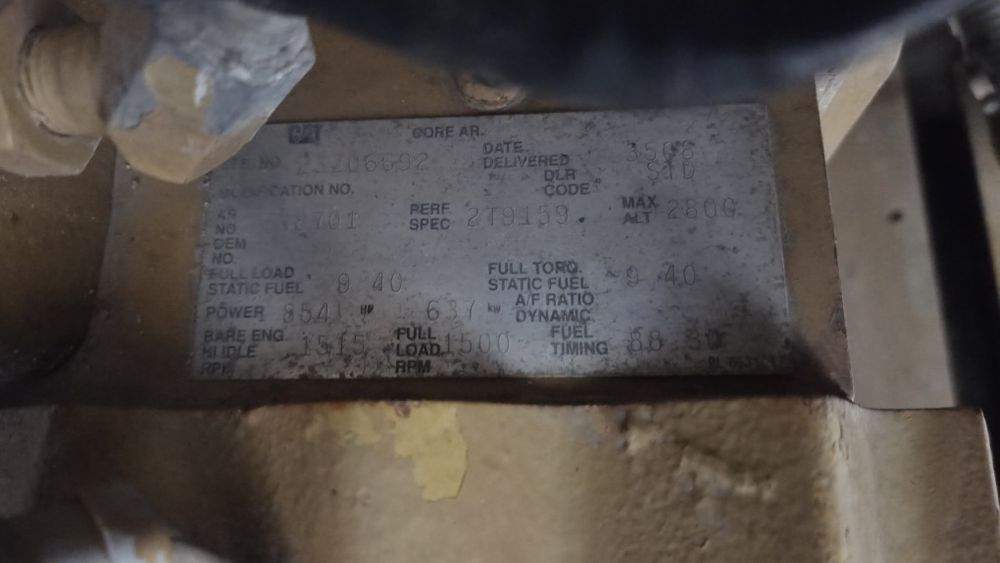 CAT CORE AR.
NO DATE DELIVERED
DLR CODE STD
MODIFICATION NO.
AR NO PERF SPEC 2T9159 MAX ALT
OEM NO.
FULL LOAD STATIC FUEL 9 40 FULL TORQ. STATIC FUEL 9 40
POWER 854 HP 637 kw A/F RATIO DYNAMIC
BARE ENG HI IDLE RPM 1515 FULL LOAD RPM 1500 FUEL TIMING